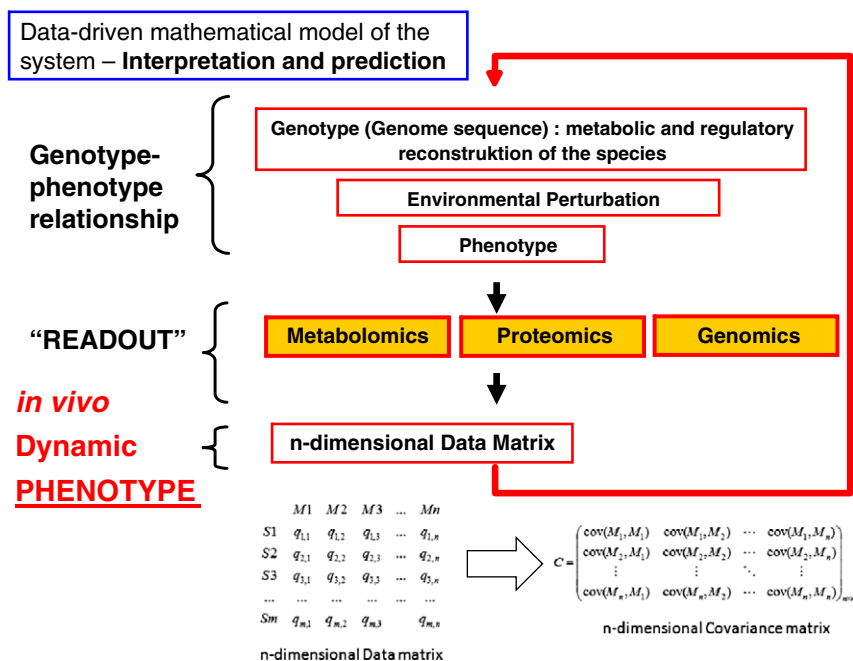 Data-driven mathematical model of the
system – Interpretation and prediction
Genotype-
phenotype
relationship
Genotype (Genome sequence) : metabolic and regulatory
reconstruktion of the species
Environmental Perturbation
Phenotype
“READOUT”
Metabolomics Proteomics Genomics
in vivo
Dynamic
PHENOTYPE
n-dimensional Data Matrix
M1 M2 M3 ... Mn
S1 q1,1 q1,2 q1,3 ... q1,n
S2 q2,1 q2,2 q2,3 ... q2,n
S3 q3,1 q3,2 q3,3 ... q3,n
... ... ... ... ...
Sm qm,1 qm,2 qm,3 qm,n
n-dimensional Data matrix
C =
cov(M1,M1) cov(M1,M2) ⋯ cov(M1,Mn)
cov(M2,M1) cov(M2,M2) ⋯ cov(M2,Mn)
⋮ ⋮ ⋱ ⋮
cov(Mn,M1) cov(Mn,M2) ⋯ cov(Mn,Mn)
n-dimensional Covariance matrix